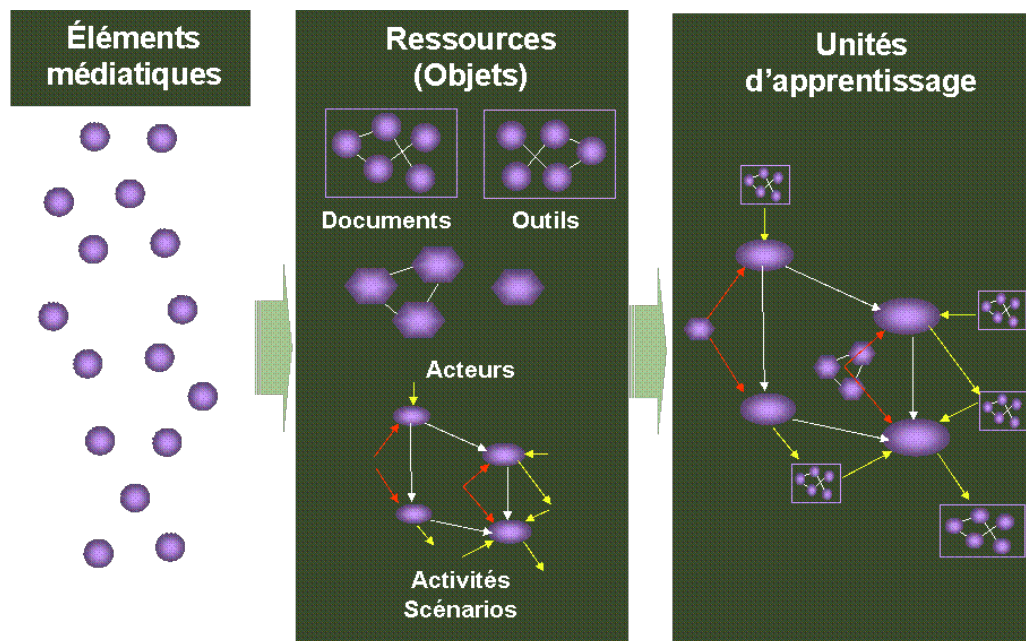 Éléments
médiatiques
Ressources
(Objets)
Documents
Outils
Acteurs
Activités
Scénarios
Unités
d’apprentissage